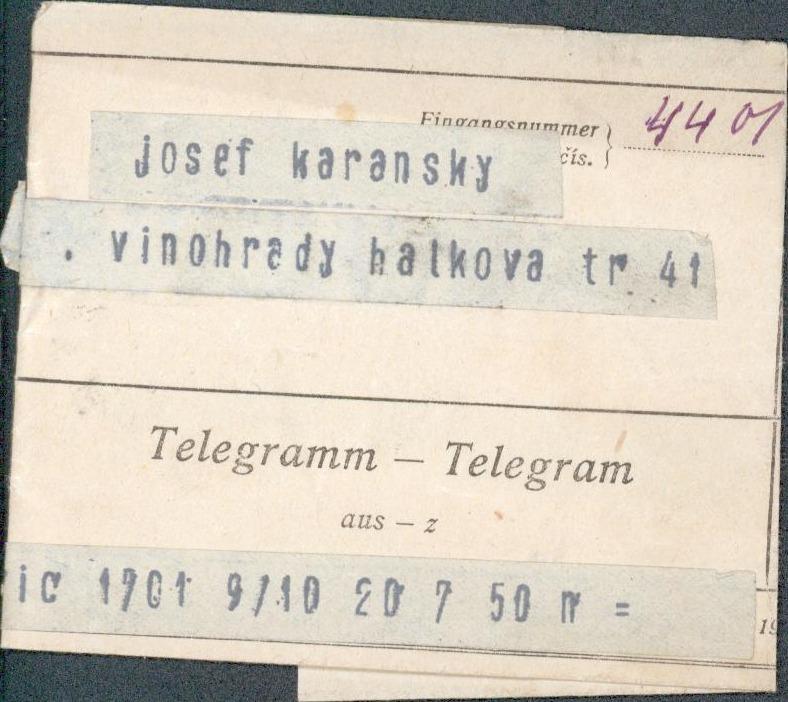 Eingangsnummer
čís. } 4401
josef karansky
. vinohrady halkova tr 41
Telegramm — Telegram
aus – z
ic 1701 9/10 20 7 50 n =
19